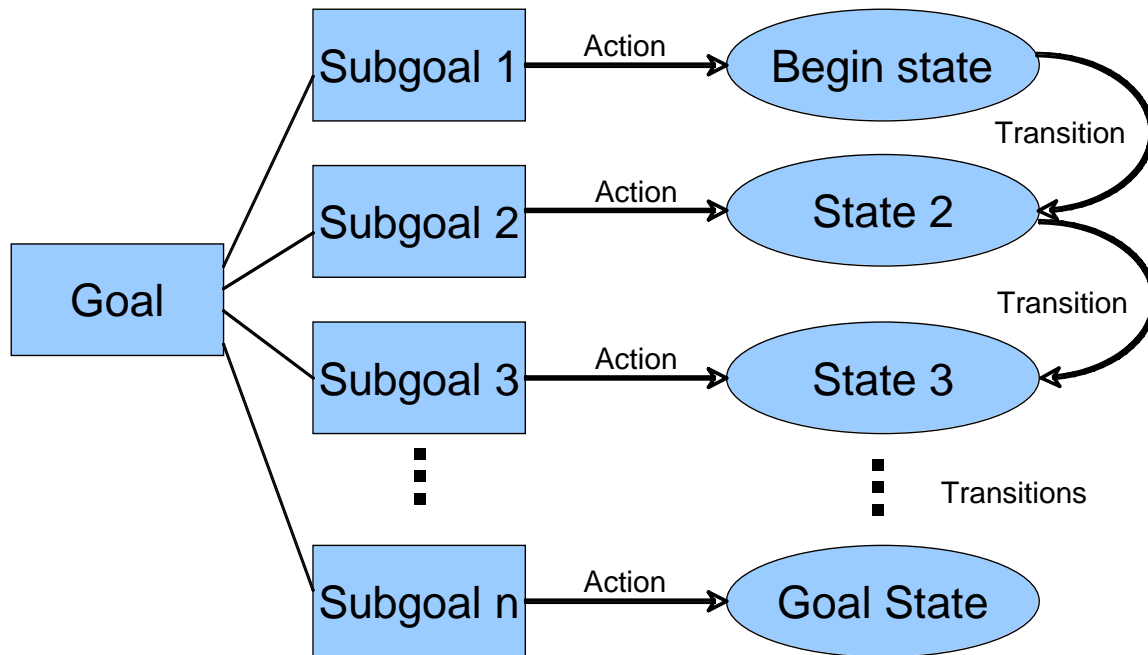 Subgoal 1
Action
Begin state
Transition
Subgoal 2
Action
State 2
Goal
Transition
Subgoal 3
Action
State 3
Transitions
Subgoal n
Action
Goal State